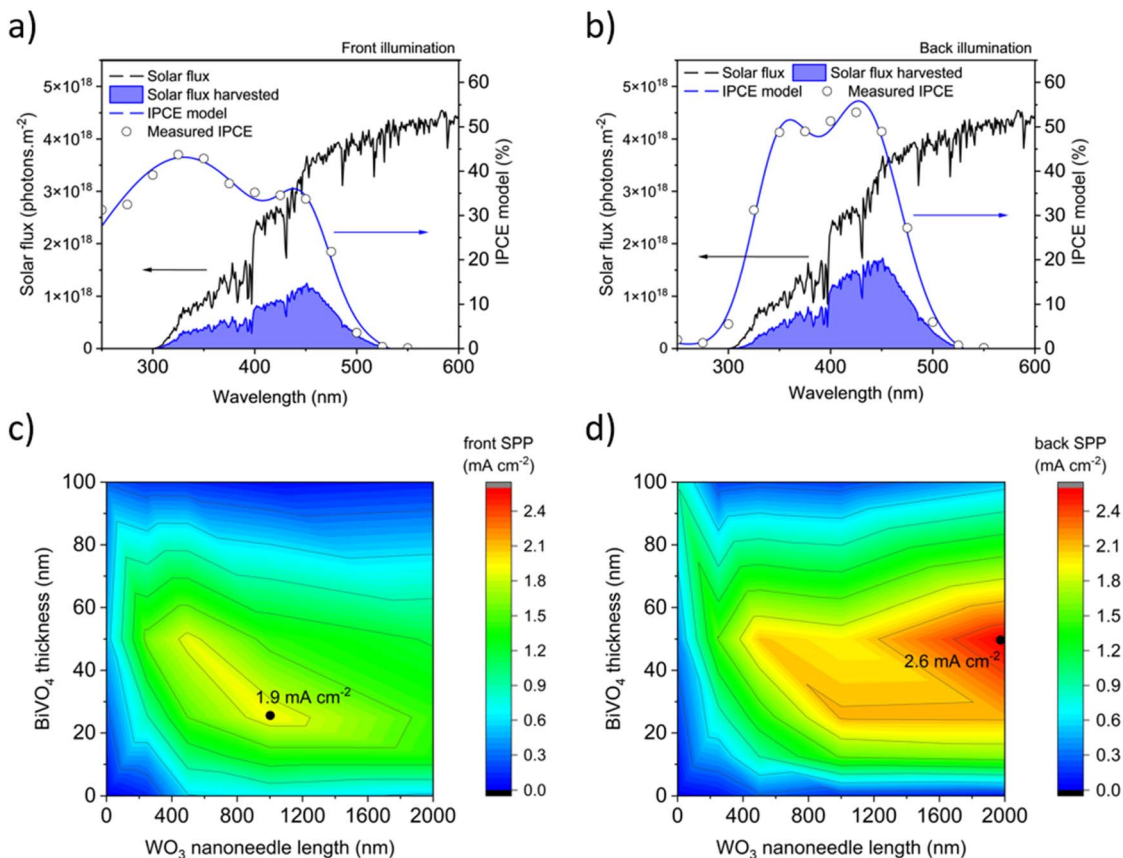 a)
Front illumination
Solar flux
Solar flux harvested
IPCE model
Measured IPCE
5×10¹⁸
4×10¹⁸
3×10¹⁸
2×10¹⁸
1×10¹⁸
0
Solar flux (photons.m⁻²)
60
50
40
30
20
10
0
IPCE model (%)
300 400 500 600
Wavelength (nm)
b)
Back illumination
Solar flux Solar flux harvested
IPCE model Measured IPCE
5×10¹⁸
4×10¹⁸
3×10¹⁸
2×10¹⁸
1×10¹⁸
0
Solar flux (photons.m⁻²)
60
50
40
30
20
10
0
IPCE model (%)
300 400 500 600
Wavelength (nm)
c)
front SPP
(mA cm⁻²)
100
80
60
40
20
0
BiVO₄ thickness (nm)
1.9 mA cm⁻²
0 400 800 1200 1600 2000
WO₃ nanoneedle length (nm)
2.4
2.1
1.8
1.5
1.2
0.9
0.6
0.3
0.0
d)
back SPP
(mA cm⁻²)
100
80
60
40
20
0
BiVO₄ thickness (nm)
2.6 mA cm⁻²
0 400 800 1200 1600 2000
WO₃ nanoneedle length (nm)
2.4
2.1
1.8
1.5
1.2
0.9
0.6
0.3
0.0